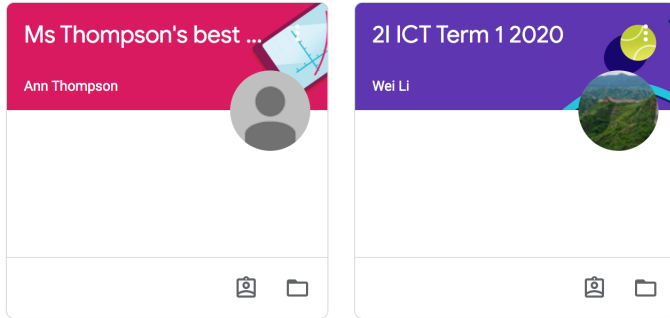 Ms Thompson's best ...
Ann Thompson
2I ICT Term 1 2020
Wei Li